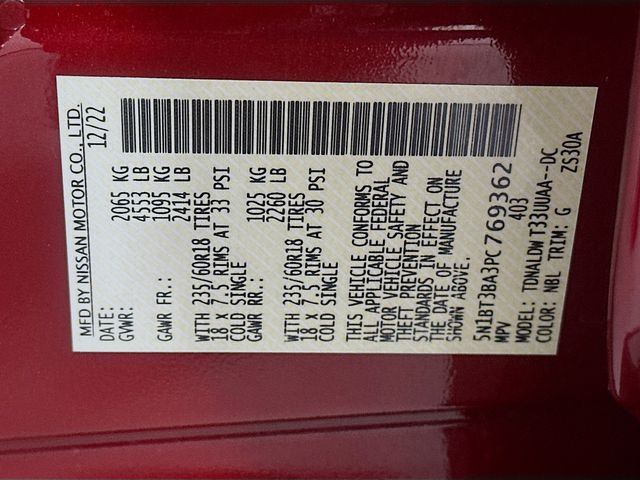 MFD BY NISSAN MOTOR CO., LTD.
DATE: 12/22
GVWR: 2065 KG
4553 LB
GAWR FR.: 1095 KG
2414 LB
WITH 235/60R18 TIRES
18 X 7.5 RIMS AT 33 PSI
COLD SINGLE
GAWR RR.: 1025 KG
2260 LB
WITH 235/60R18 TIRES
18 X 7.5 RIMS AT 30 PSI
COLD SINGLE
THIS VEHICLE CONFORMS TO
ALL APPLICABLE FEDERAL
MOTOR VEHICLE SAFETY AND
THEFT PREVENTION
STANDARDS IN EFFECT ON
THE DATE OF MANUFACTURE
SHOWN ABOVE.
5N1BT3BA3PC769362
MPV 403
MODEL: TDWALDW T33UUAA--DC
COLOR: NBL TRIM: G ZS30A